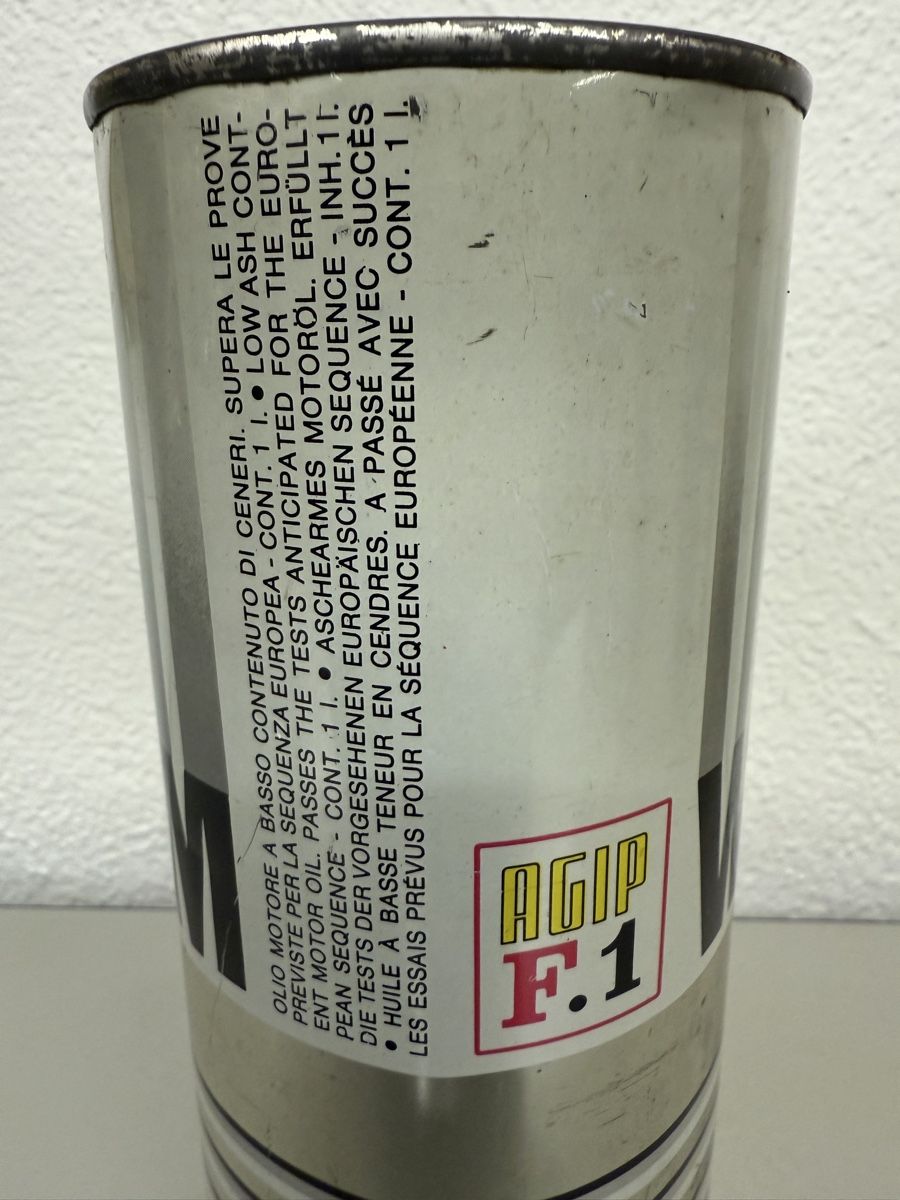 OLIO MOTORE A BASSO CONTENUTO DI CENERI. SUPERA LE PROVE
PREVISTE PER LA SEQUENZA EUROPEA - CONT. 1 l. ● LOW ASH CONT-
ENT MOTOR OIL. PASSES THE TESTS ANTICIPATED FOR THE EURO-
PEAN SEQUENCE - CONT. 1 l. ● ASCHEARMES MOTORÖL. ERFÜLLT
DIE TESTS DER VORGESEHENEN EUROPÄISCHEN SEQUENCE - INH. 1 l.
● HUILE À BASSE TENEUR EN CENDRES. A PASSÉ AVEC SUCCÈS
LES ESSAIS PRÉVUS POUR LA SÉQUENCE EUROPÉENNE - CONT. 1 l.
AGIP
F.1